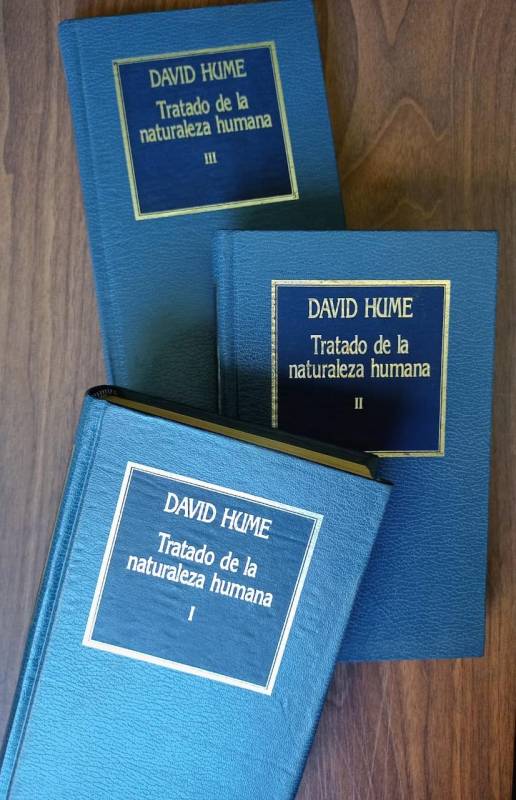 DAVID HUME
Tratado de la
naturaleza humana
III
DAVID HUME
Tratado de la
naturaleza humana
II
DAVID HUME
Tratado de la
naturaleza humana
I